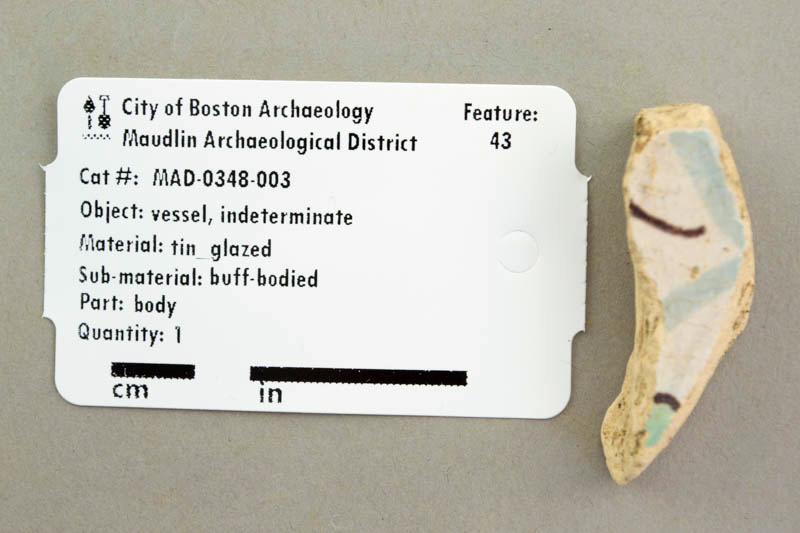 City of Boston Archaeology
Maudlin Archaeological District
Feature:
43
Cat #: MAD-0348-003
Object: vessel, indeterminate
Material: tin_glazed
Sub-material: buff-bodied
Part: body
Quantity: 1
cm
in